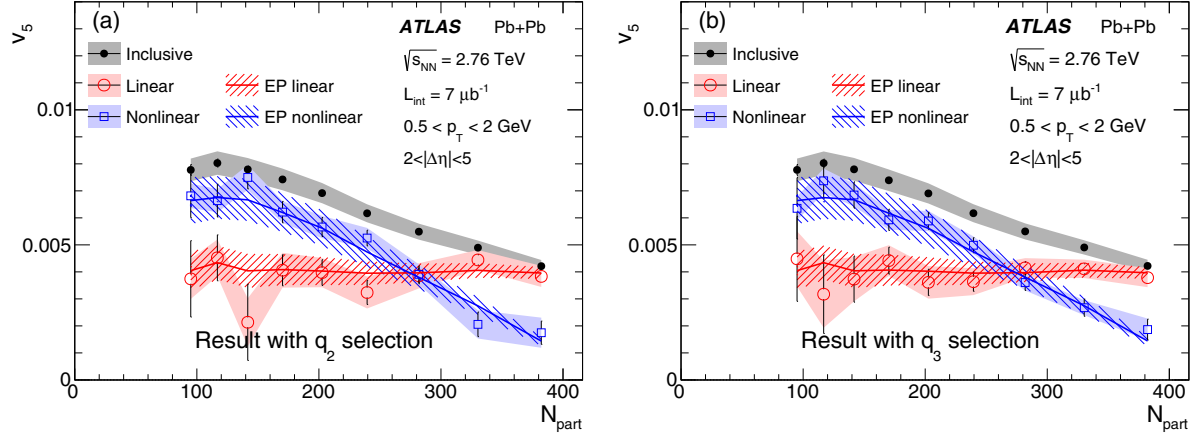 (a)
ATLAS Pb+Pb
v5
Inclusive
√sNN = 2.76 TeV
Linear
EP linear
Lint = 7 μb-1
Nonlinear
EP nonlinear
0.5 < pT < 2 GeV
2<|Δη|<5
0.01
0.005
0
Result with q2 selection
100 200 300 400
Npart
(b)
ATLAS Pb+Pb
v5
Inclusive
√sNN = 2.76 TeV
Linear
EP linear
Lint = 7 μb-1
Nonlinear
EP nonlinear
0.5 < pT < 2 GeV
2<|Δη|<5
0.01
0.005
0
Result with q3 selection
0 100 200 300 400
Npart